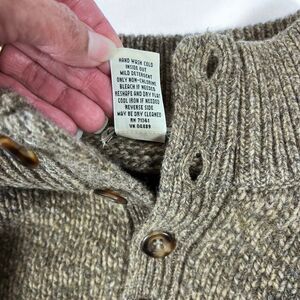 HAND WASH COLD
INSIDE OUT
MILD DETERGENT
ONLY NON-CHLORINE
BLEACH IF NEEDED
RESHAPE AND DRY FLAT
COOL IRON IF NEEDED
REVERSE SIDE
MAY BE DRY CLEANED
RN 71361
VN 06889